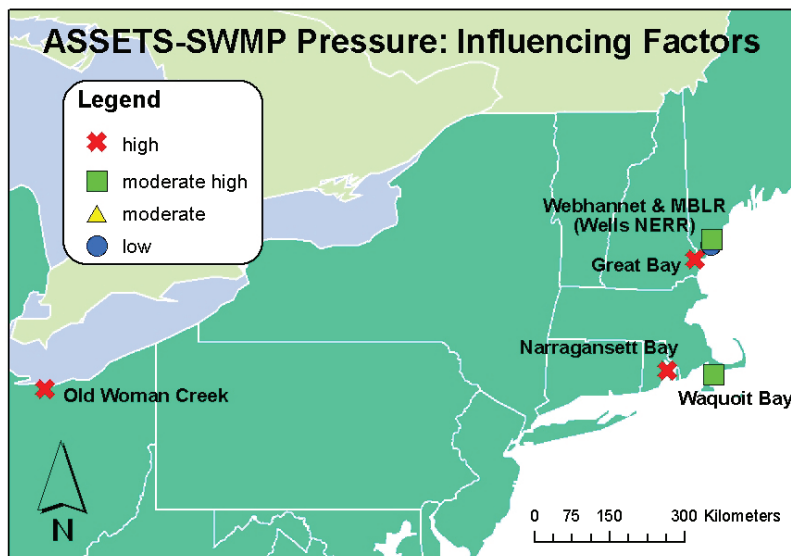 ASSETS-SWMP Pressure: Influencing Factors
Legend
high
moderate high
moderate
low
Webhannet & MBLR
(Wells NERR)
Great Bay
Narragansett Bay
Waquoit Bay
Old Woman Creek
N
0 75 150 300 Kilometers